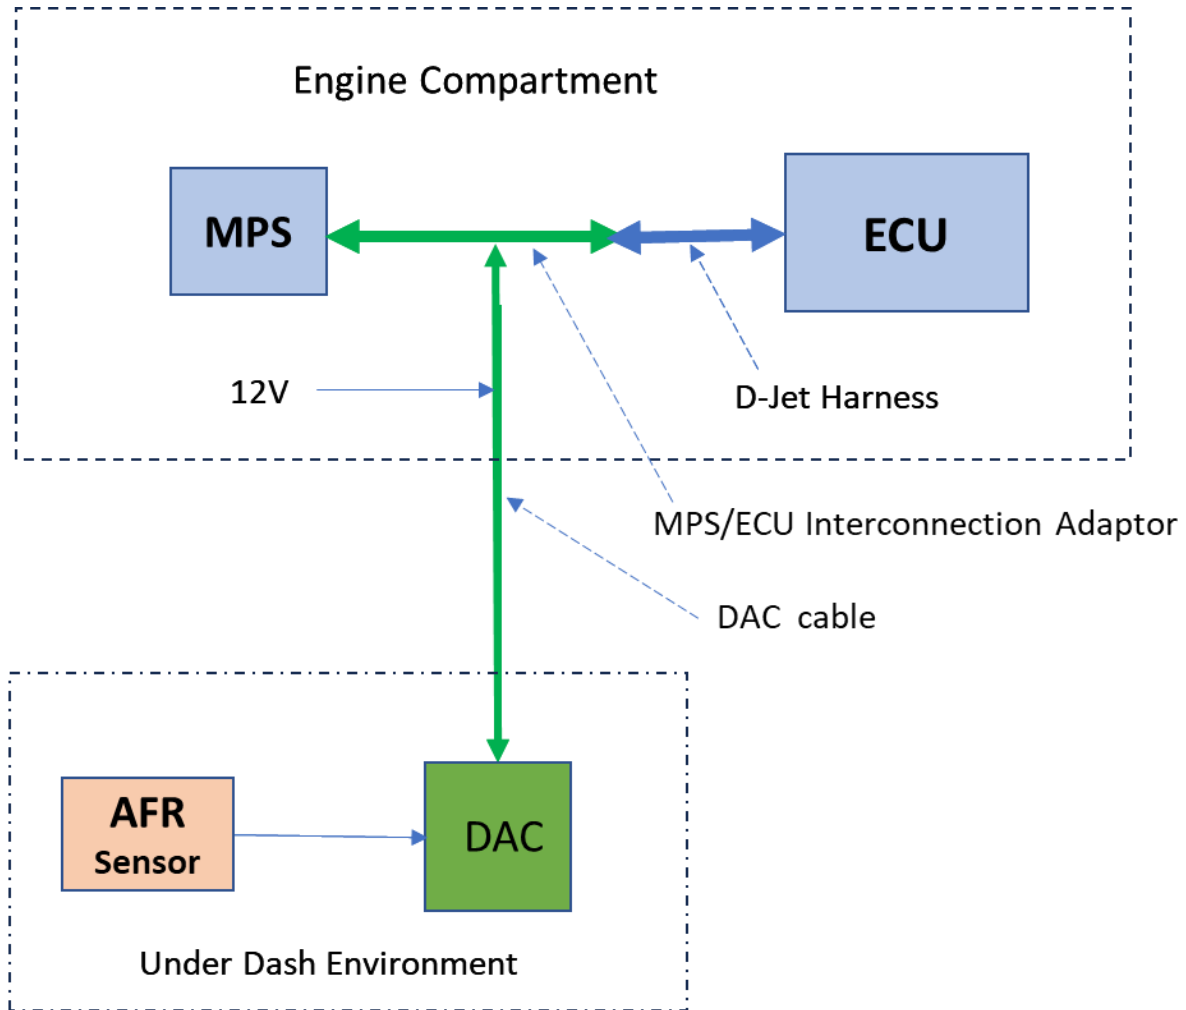 Engine Compartment
MPS
ECU
12V
D-Jet Harness
MPS/ECU Interconnection Adaptor
DAC cable
AFR
Sensor
DAC
Under Dash Environment